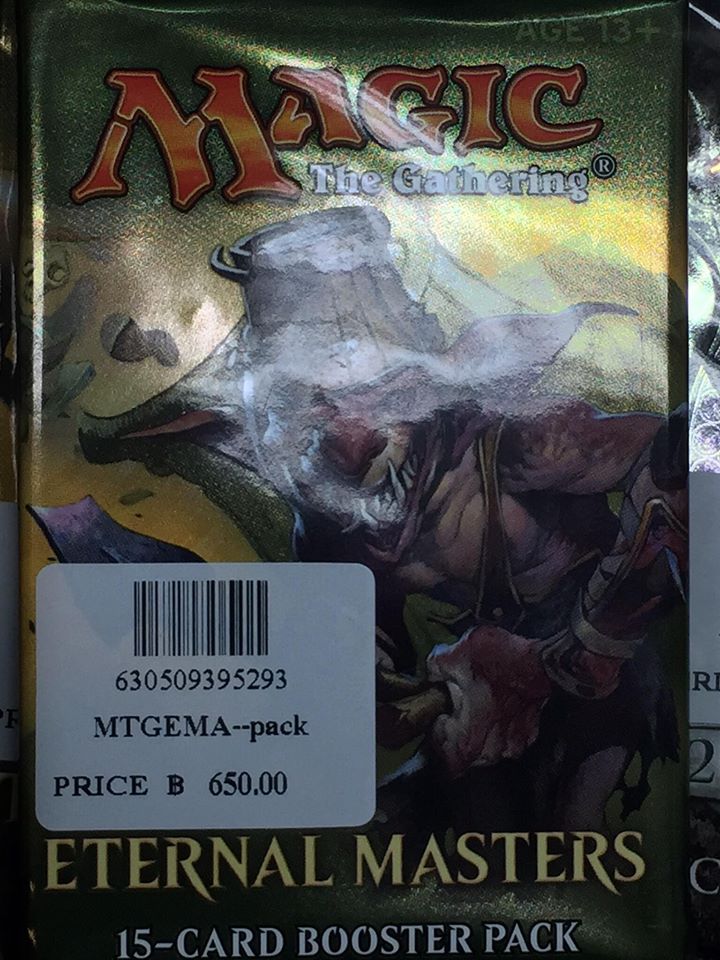 AGE 13+
MAGIC
The Gathering®
630509395293
MTGEMA--pack
PRICE ฿ 650.00
ETERNAL MASTERS
15-CARD BOOSTER PACK